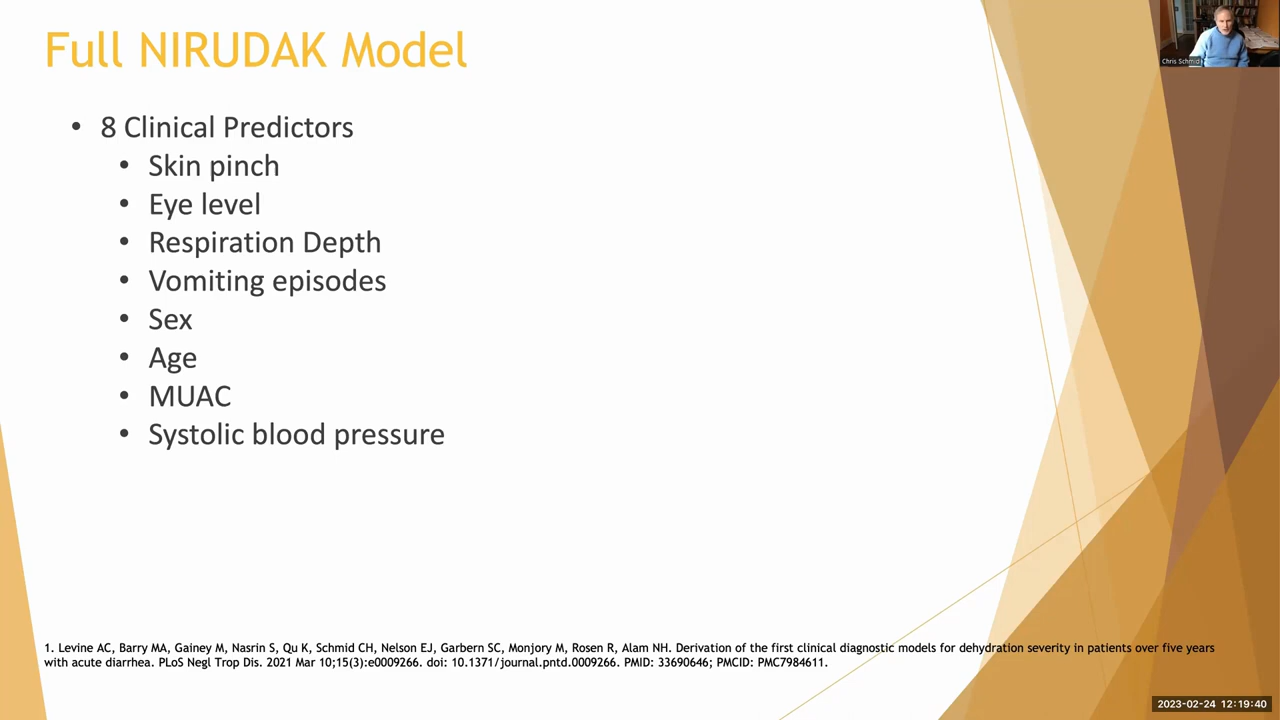 Full NIRUDAK Model
Chris Schmid
• 8 Clinical Predictors
• Skin pinch
• Eye level
• Respiration Depth
• Vomiting episodes
• Sex
• Age
• MUAC
• Systolic blood pressure
1. Levine AC, Barry MA, Gainey M, Nasrin S, Qu K, Schmid CH, Nelson EJ, Garbern SC, Monjory M, Rosen R, Alam NH. Derivation of the first clinical diagnostic models for dehydration severity in patients over five years
with acute diarrhea. PLoS Negl Trop Dis. 2021 Mar 10;15(3):e0009266. doi: 10.1371/journal.pntd.0009266. PMID: 33690646; PMCID: PMC7984611.
2023-02-24 12:19:40